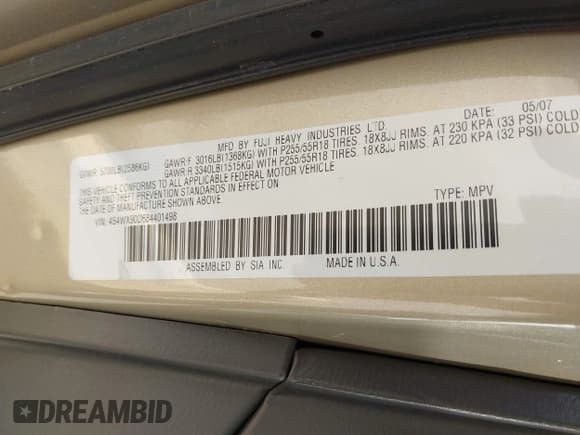 MFD BY FUJI HEAVY INDUSTRIES LTD. DATE 05/07
GAWR:F 3016LB(1368KG) WITH P255/55R18 TIRES. 18X8JJ RIMS. AT 230 KPA (33 PSI) COLD
GVWR: 5700LB(2586KG) GAWR:R 3340LB(1515KG) WITH P255/55R18 TIRES. 18X8JJ RIMS. AT 220 KPA (32 PSI) COLD
THIS VEHICLE CONFORMS TO ALL APPLICABLE FEDERAL MOTOR VEHICLE
SAFETY AND THEFT PREVENTION STANDARDS IN EFFECT ON
THE DATE OF MANUFACTURE SHOWN ABOVE.
VIN: 4S4WX90D684401498 TYPE: MPV
ASSEMBLED BY SIA INC. MADE IN U.S.A.
DREAMBID